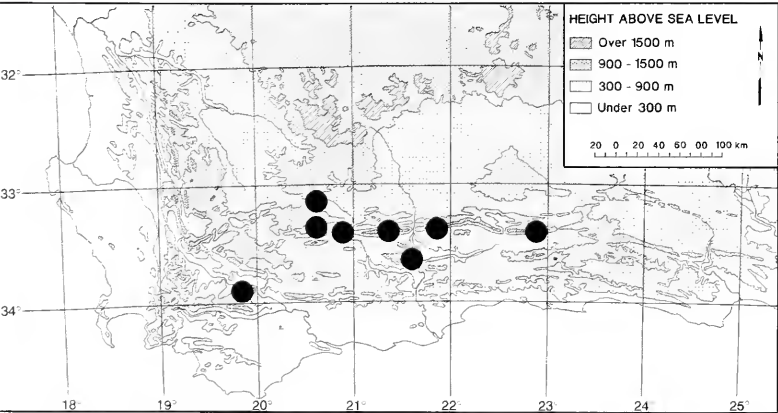 HEIGHT ABOVE SEA LEVEL
Over 1500 m
900 - 1500 m
300 - 900 m
Under 300 m
N
20 0 20 40 60 80 100 km
32°
33°
34°
18° 19° 20° 21° 22° 23° 24° 25°